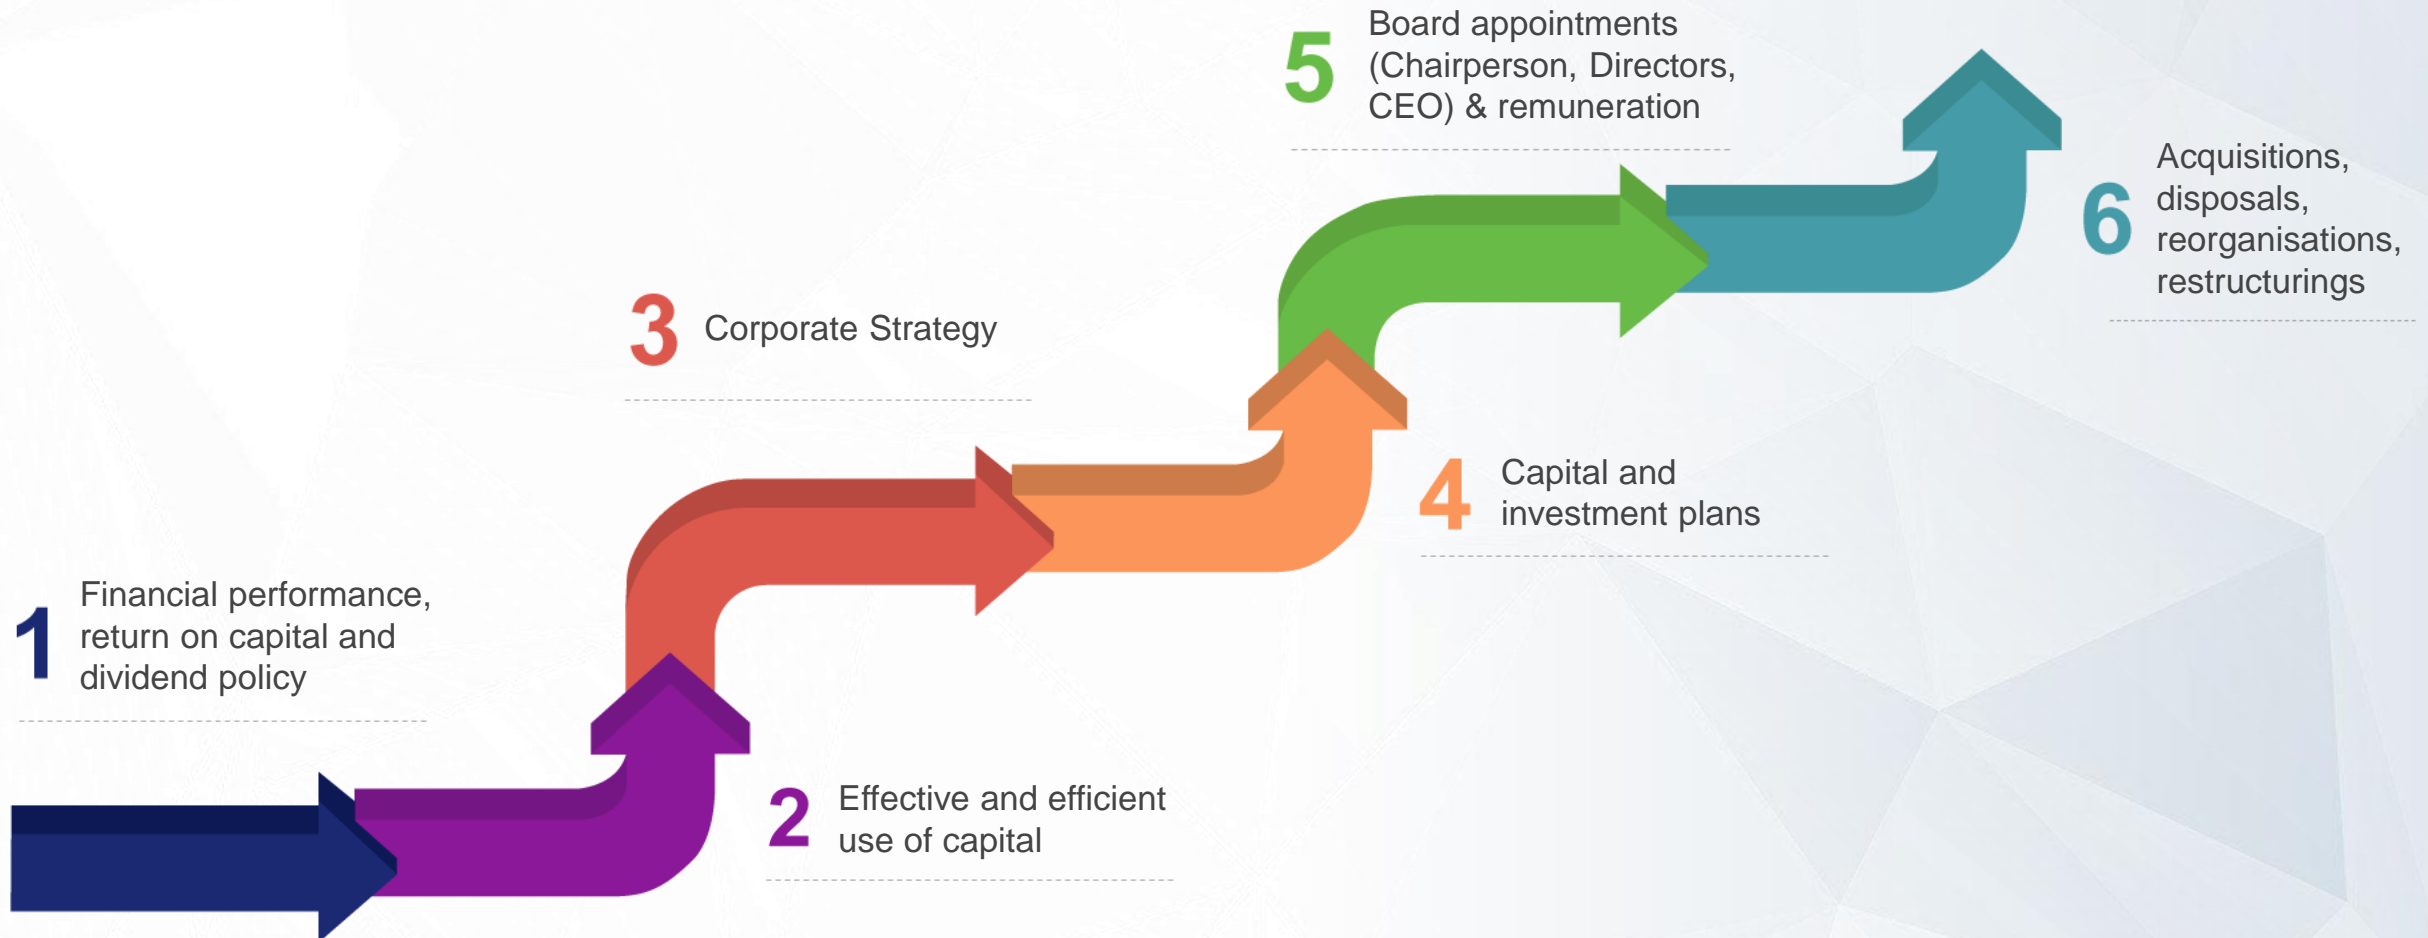 1
Financial performance,
return on capital and
dividend policy
2
Effective and efficient
use of capital
3
Corporate Strategy
4
Capital and
investment plans
5
Board appointments
(Chairperson, Directors,
CEO) & remuneration
6
Acquisitions,
disposals,
reorganisations,
restructurings